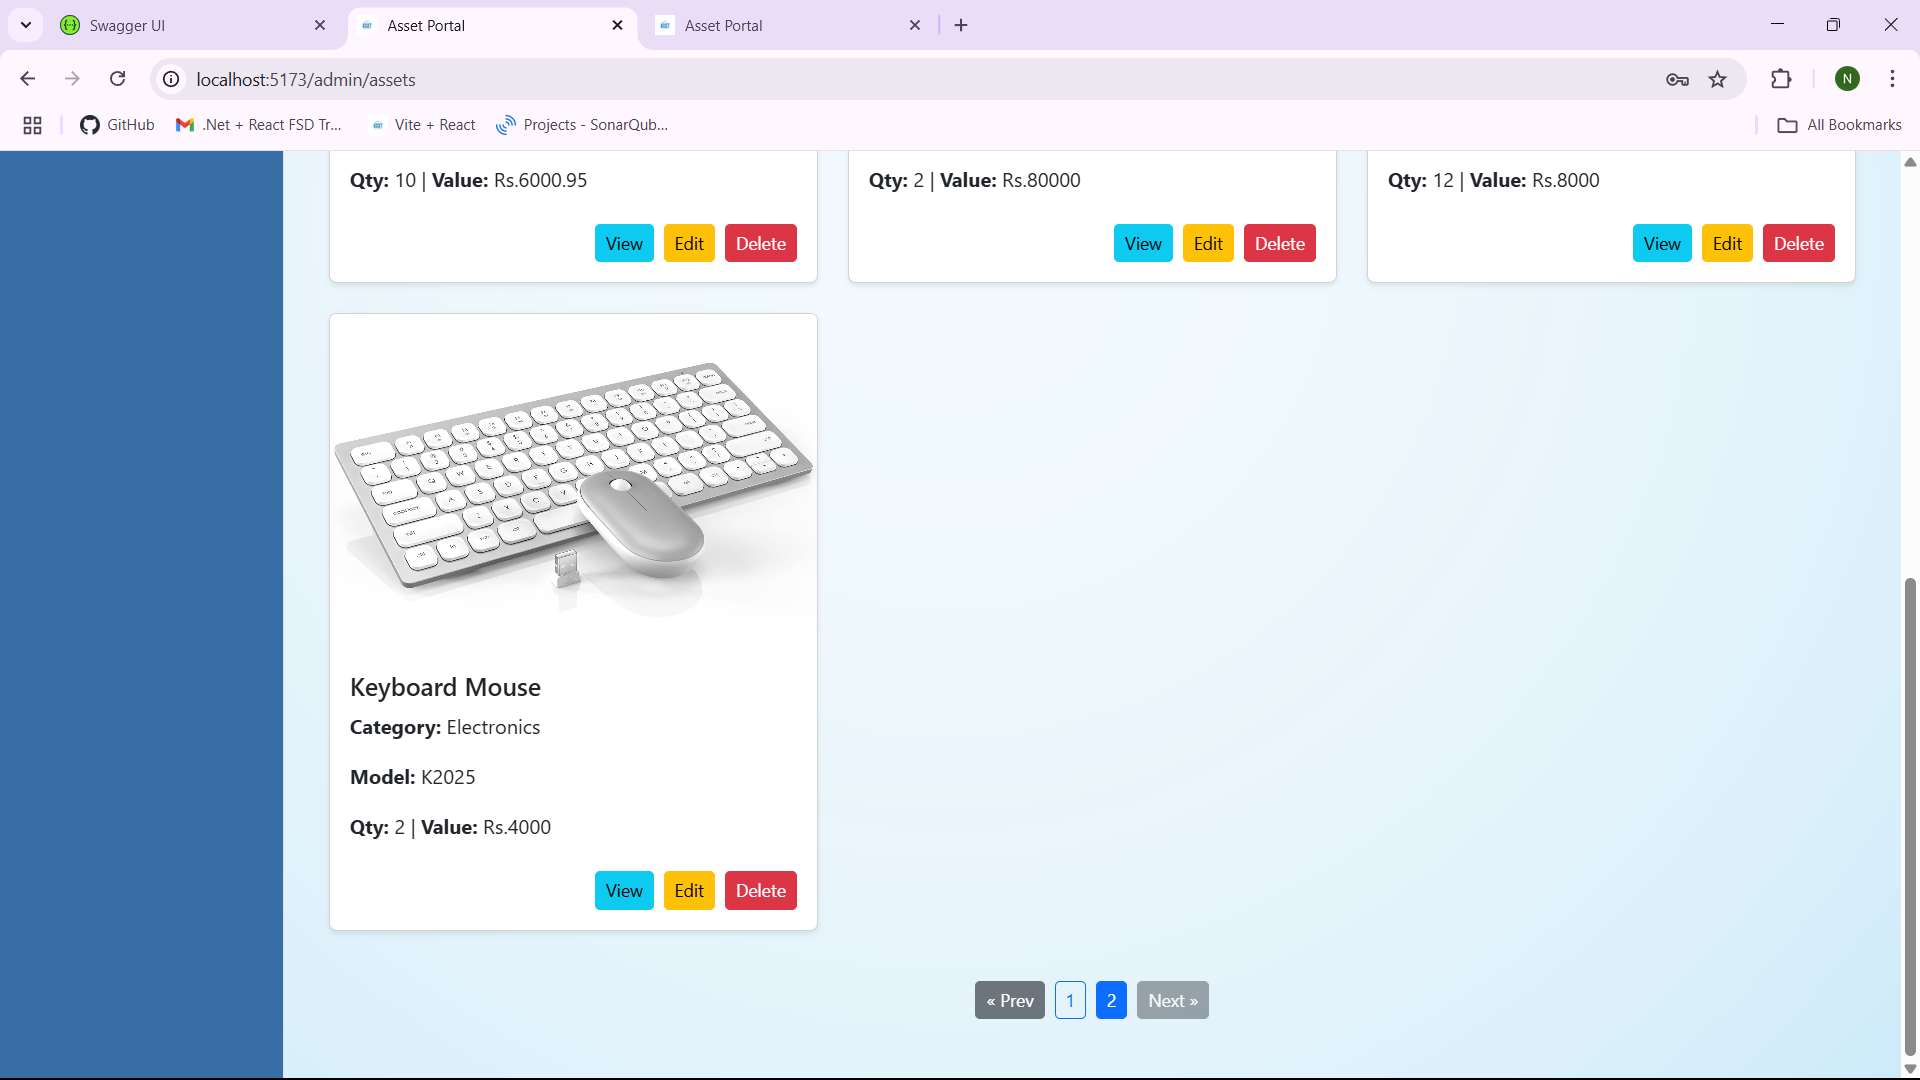 Swagger UI
Asset Portal
Asset Portal
localhost:5173/admin/assets
N
GitHub
.Net + React FSD Tr...
Vite + React
Projects - SonarQub...
All Bookmarks
Qty: 10 | Value: Rs.6000.95
View Edit Delete
Qty: 2 | Value: Rs.80000
View Edit Delete
Qty: 12 | Value: Rs.8000
View Edit Delete
Keyboard Mouse
Category: Electronics
Model: K2025
Qty: 2 | Value: Rs.4000
View Edit Delete
« Prev 1 2 Next »